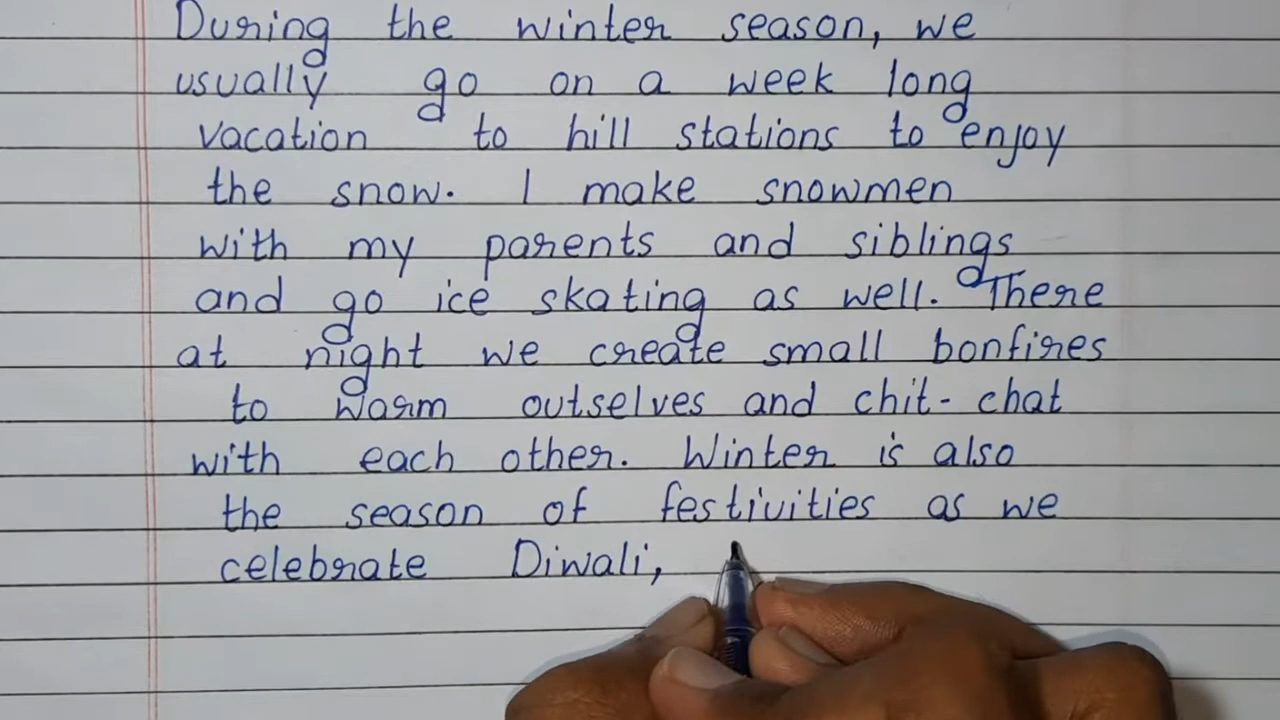 During the winter season, we
usually go on a week long
vacation to hill stations to enjoy
the snow. I make snowmen
with my parents and siblings
and go ice skating as well. There
at night we create small bonfires
to warm outselves and chit-chat
with each other. Winter is also
the season of festivities as we
celebrate Diwali,